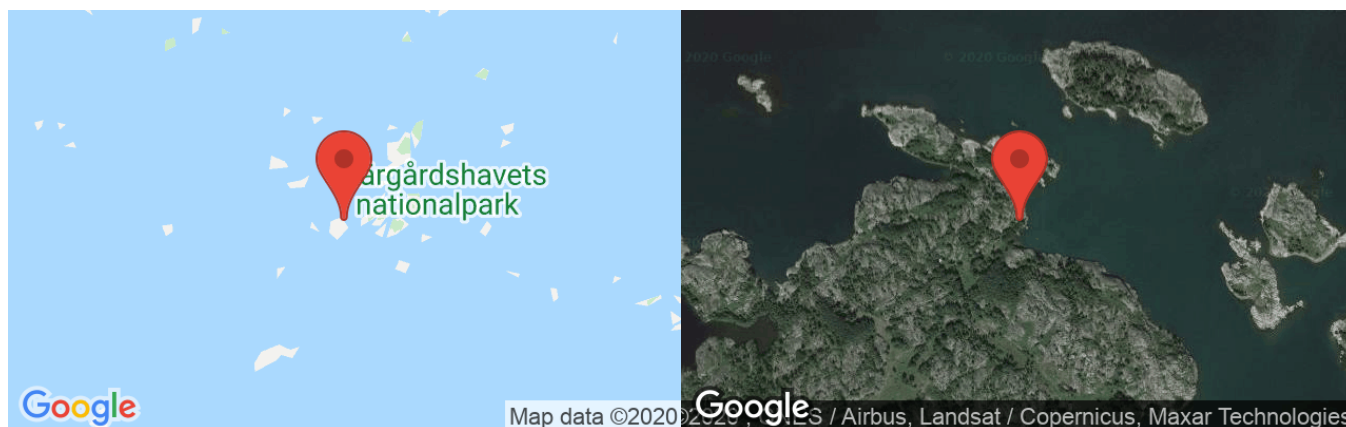 ärgårdshavets
nationalpark
Google
Map data ©2020
2020 Google
© 2020 Google
© 2020 Google
Google
/ Airbus, Landsat / Copernicus, Maxar Technologies